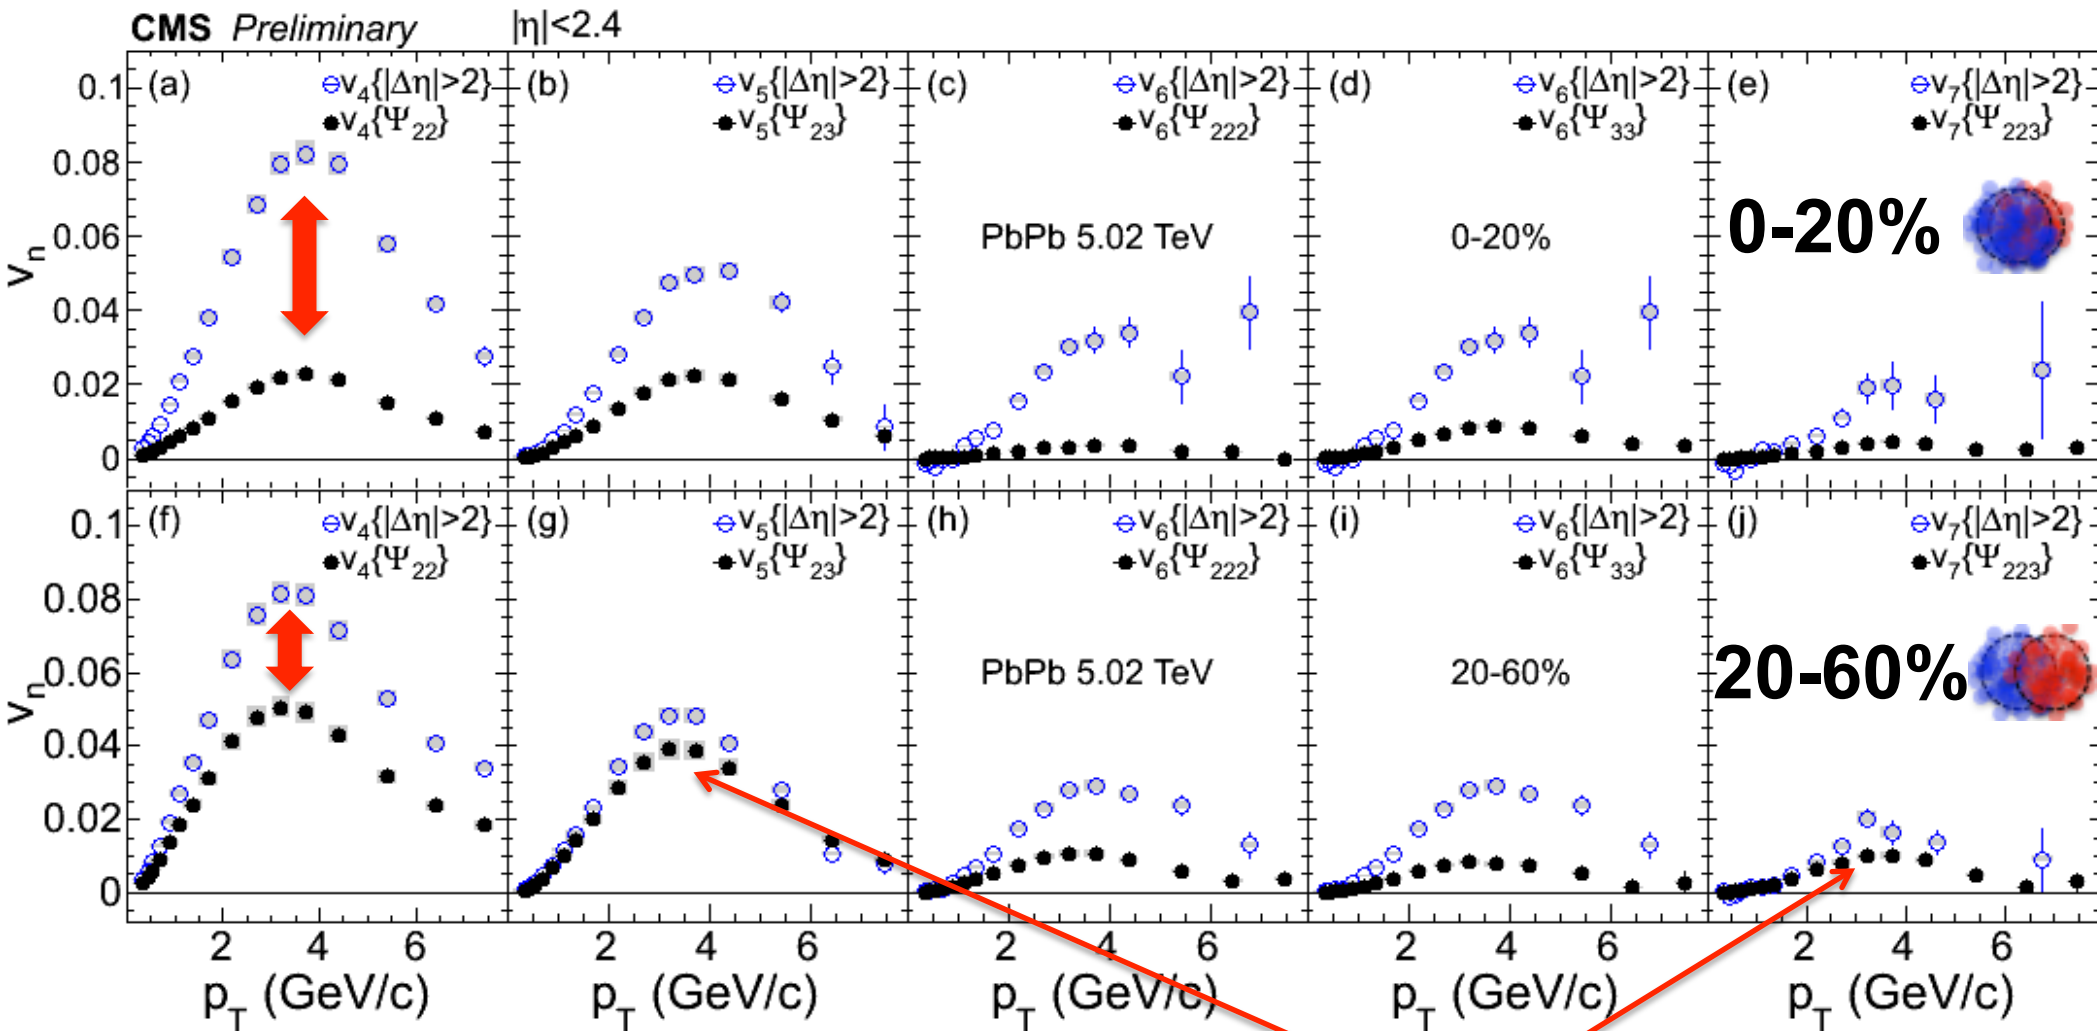 CMS Preliminary |η|<2.4
(a) v₄{|Δη|>2} (b) v₅{|Δη|>2} (c) v₆{|Δη|>2} (d) v₆{|Δη|>2} (e) v₇{|Δη|>2}
v₄{Ψ₂₂} v₅{Ψ₂₃} v₆{Ψ₂₂₂} v₆{Ψ₃₃} v₇{Ψ₂₂₃}
0.1
0.08
0.06
0.04
0.02
0
vₙ
PbPb 5.02 TeV 0-20% 0-20%
(f) v₄{|Δη|>2} (g) v₅{|Δη|>2} (h) v₆{|Δη|>2} (i) v₆{|Δη|>2} (j) v₇{|Δη|>2}
v₄{Ψ₂₂} v₅{Ψ₂₃} v₆{Ψ₂₂₂} v₆{Ψ₃₃} v₇{Ψ₂₂₃}
0.1
0.08
0.06
0.04
0.02
0
vₙ
PbPb 5.02 TeV 20-60% 20-60%
2 4 6 2 4 6 2 4 6 2 4 6 2 4 6
p_T (GeV/c) p_T (GeV/c) p_T (GeV/c) p_T (GeV/c) p_T (GeV/c)